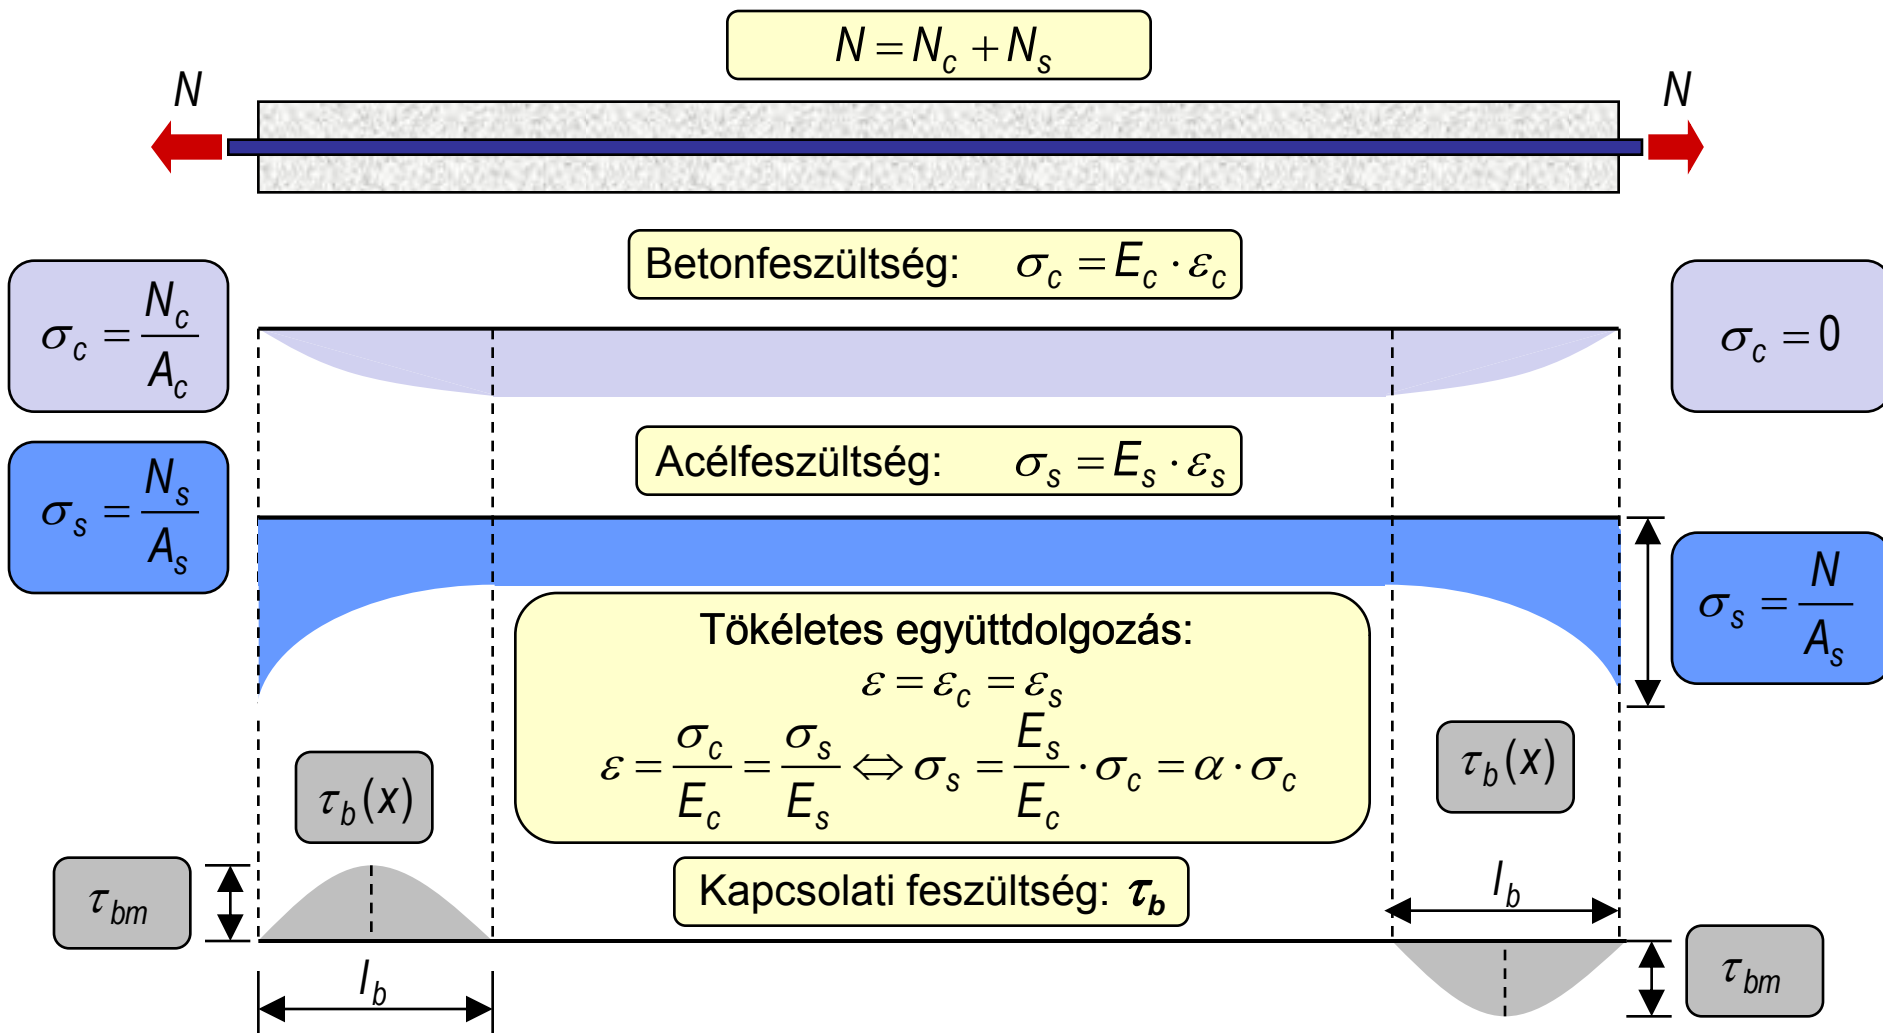 N = N_c + N_s
N
N
Betonfeszültség: σ_c = E_c · ε_c
σ_c = N_c / A_c
σ_c = 0
Acélfeszültség: σ_s = E_s · ε_s
σ_s = N_s / A_s
σ_s = N / A_s
Tökéletes együttdolgozás:
ε = ε_c = ε_s
ε = σ_c / E_c = σ_s / E_s ⇔ σ_s = E_s / E_c · σ_c = α · σ_c
τ_b(x)
τ_b(x)
Kapcsolati feszültség: τ_b
τ_bm
l_b
l_b
τ_bm